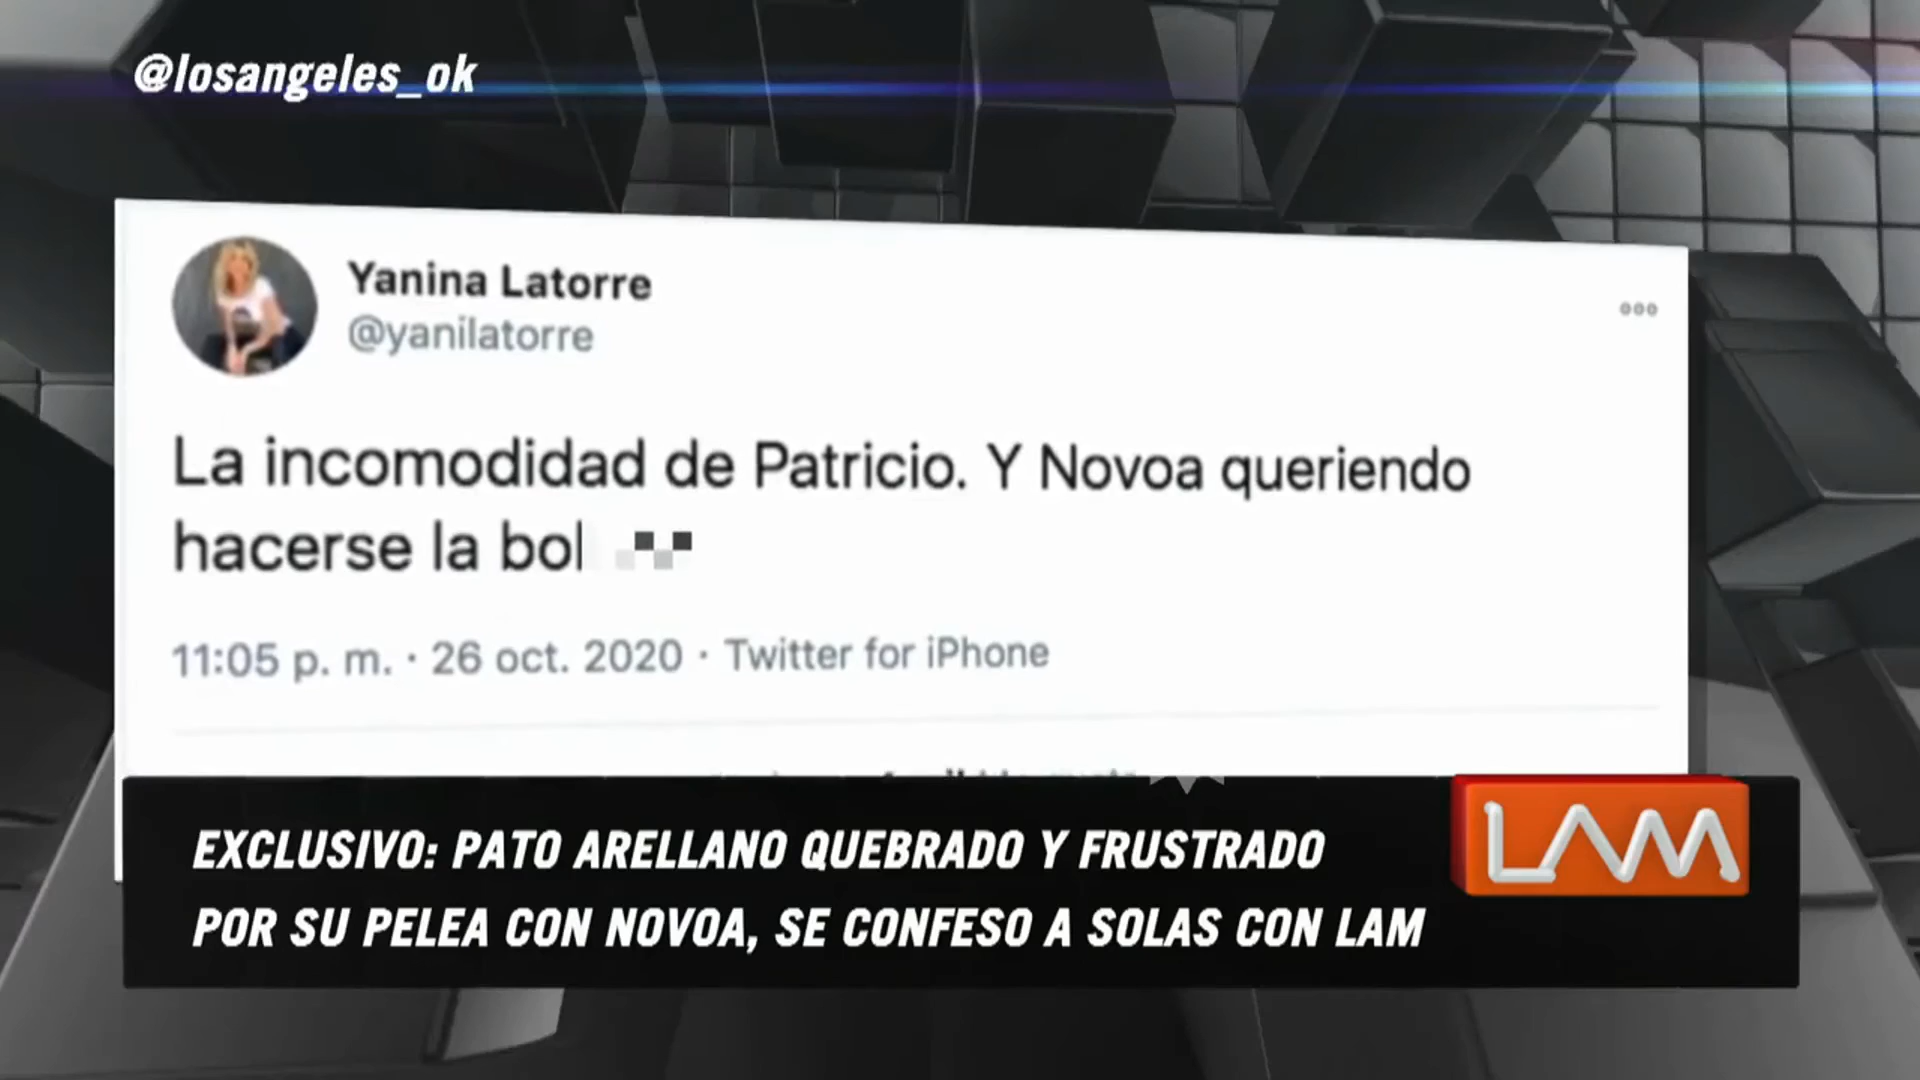 @losangeles_ok
Yanina Latorre
@yanilatorre
La incomodidad de Patricio. Y Novoa queriendo
hacerse la bol
11:05 p. m. · 26 oct. 2020 · Twitter for iPhone
EXCLUSIVO: PATO ARELLANO QUEBRADO Y FRUSTRADO
POR SU PELEA CON NOVOA, SE CONFESO A SOLAS CON LAM
LAM